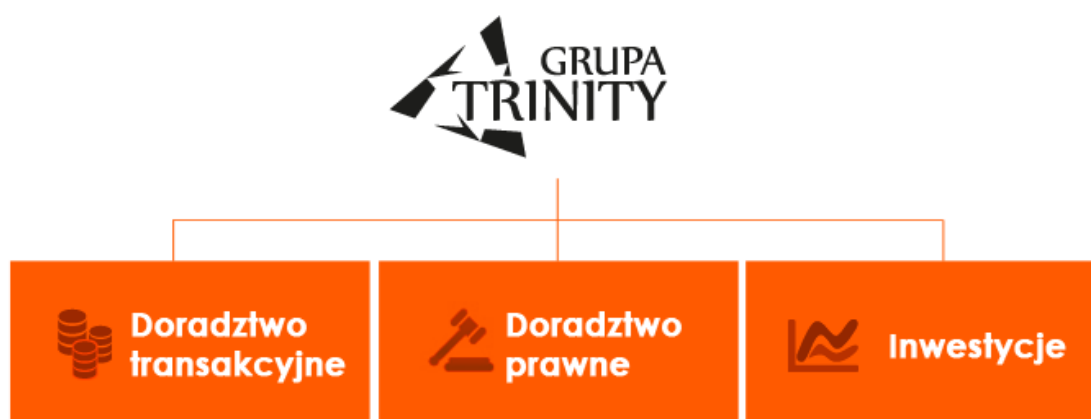 GRUPA
TRINITY
Doradztwo
transakcyjne
Doradztwo
prawne
Inwestycje